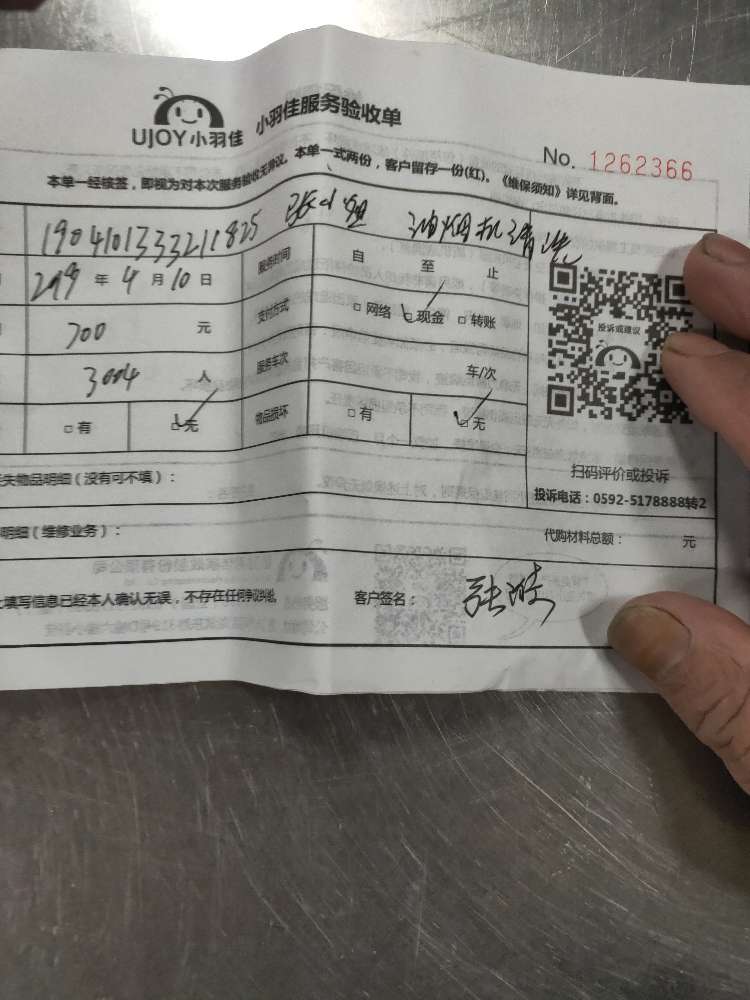 UJOY小羽佳 小羽佳服务验收单
No. 1262366
本单一经接签，即视为对本次服务验收无异议。本单一式两份，客户留存一份(红)。《维保须知》详见背面。
1904101333211825 张小姐 油烟机清洗
2019 年 4 月 10 日 服务时间 自 至 止
700 元 支付方式 □网络 □现金 □转账
3004 人 服务车次 车/次
□有 □无 物品损坏 □有 □无
投诉或建议
扫码评价或投诉
投诉电话：0592-5178888转2
失物品明细（没有可不填）：
明细（维修业务）： 代购材料总额： 元
上填写信息已经本人确认无误，不存在任何争议纠纷。 客户签名：